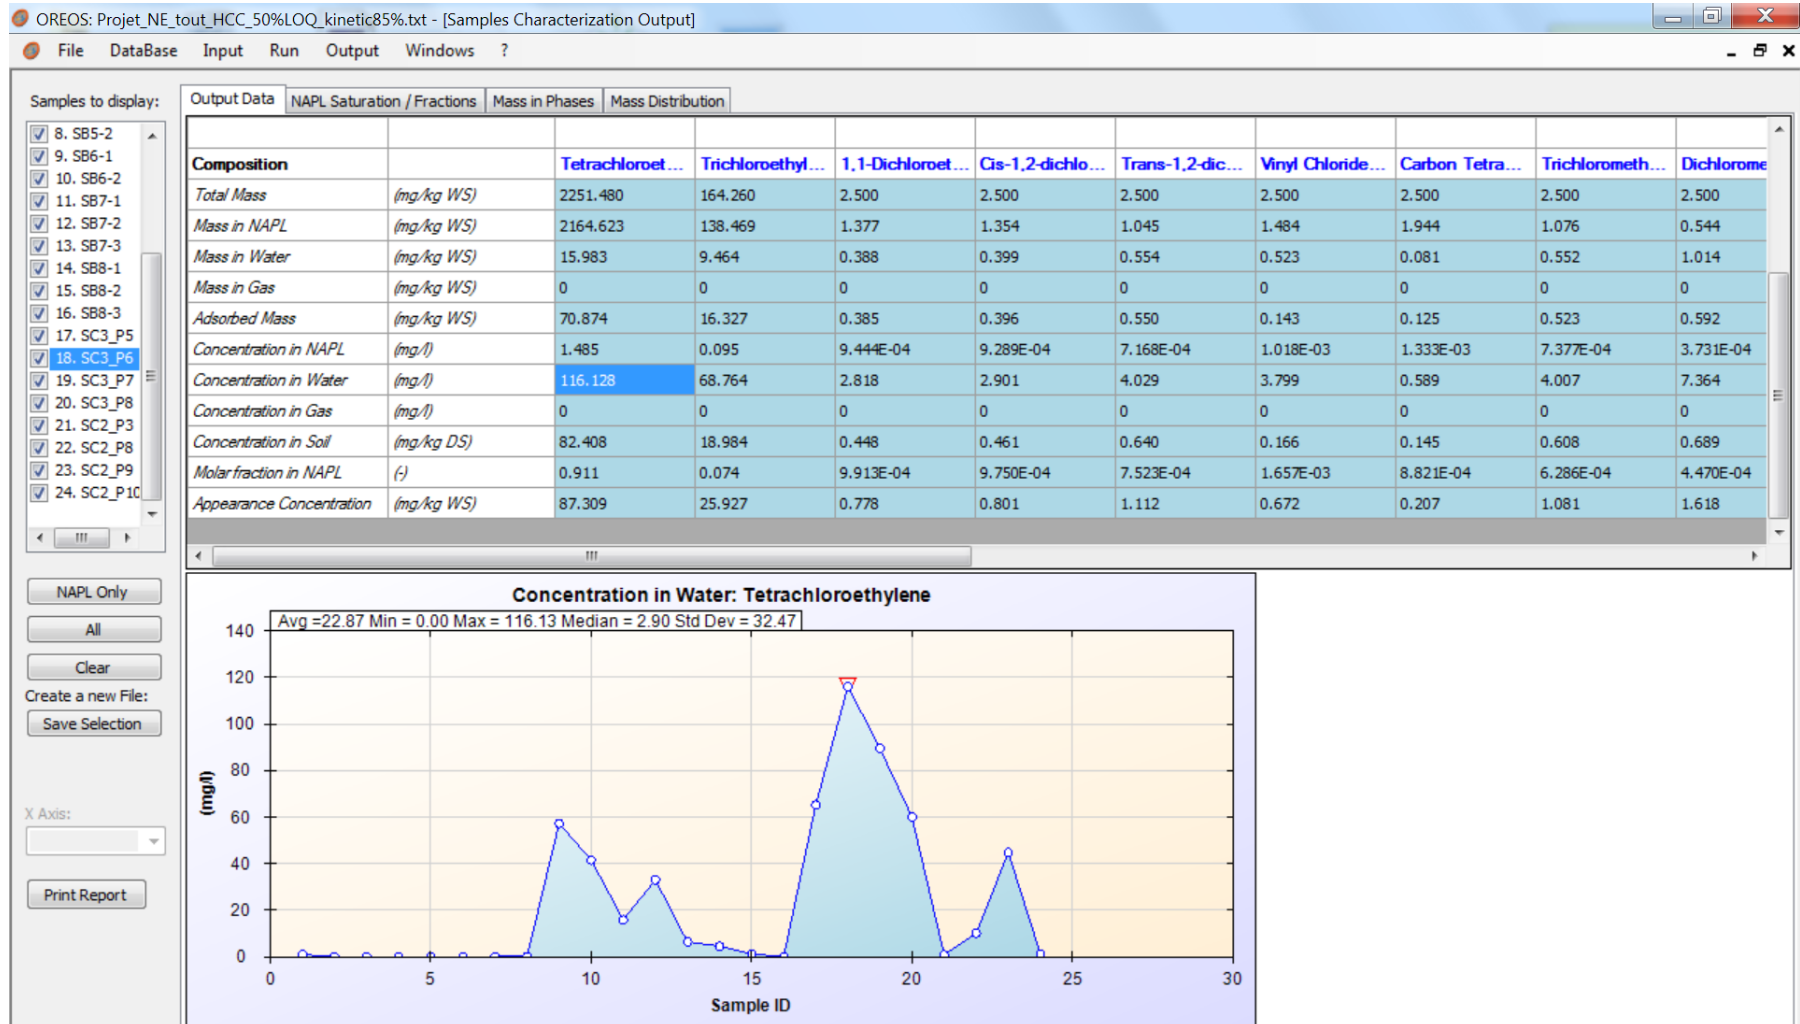 OREOS: Projet_NE_tout_HCC_50%LOQ_kinetic85%.txt - [Samples Characterization Output]
File DataBase Input Run Output Windows ?
Samples to display:
8. SB5-2
9. SB6-1
10. SB6-2
11. SB7-1
12. SB7-2
13. SB7-3
14. SB8-1
15. SB8-2
16. SB8-3
17. SC3_P5
18. SC3_P6
19. SC3_P7
20. SC3_P8
21. SC2_P3
22. SC2_P8
23. SC2_P9
24. SC2_P10
NAPL Only
All
Clear
Create a new File:
Save Selection
X Axis:
Print Report
Output Data NAPL Saturation / Fractions Mass in Phases Mass Distribution
Composition Tetrachloroet... Trichloroethyl... 1,1-Dichloroet... Cis-1,2-dichlo... Trans-1,2-dic... Vinyl Chloride... Carbon Tetra... Trichlorometh... Dichlorome
Total Mass (mg/kg WS) 2251.480 164.260 2.500 2.500 2.500 2.500 2.500 2.500 2.500
Mass in NAPL (mg/kg WS) 2164.623 138.469 1.377 1.354 1.045 1.484 1.944 1.076 0.544
Mass in Water (mg/kg WS) 15.983 9.464 0.388 0.399 0.554 0.523 0.081 0.552 1.014
Mass in Gas (mg/kg WS) 0 0 0 0 0 0 0 0 0
Adsorbed Mass (mg/kg WS) 70.874 16.327 0.385 0.396 0.550 0.143 0.125 0.523 0.592
Concentration in NAPL (mg/l) 1.485 0.095 9.444E-04 9.289E-04 7.168E-04 1.018E-03 1.333E-03 7.377E-04 3.731E-04
Concentration in Water (mg/l) 116.128 68.764 2.818 2.901 4.029 3.799 0.589 4.007 7.364
Concentration in Gas (mg/l) 0 0 0 0 0 0 0 0 0
Concentration in Soil (mg/kg DS) 82.408 18.984 0.448 0.461 0.640 0.166 0.145 0.608 0.689
Molar fraction in NAPL (-) 0.911 0.074 9.913E-04 9.750E-04 7.523E-04 1.657E-03 8.821E-04 6.286E-04 4.470E-04
Appearance Concentration (mg/kg WS) 87.309 25.927 0.778 0.801 1.112 0.672 0.207 1.081 1.618
Concentration in Water: Tetrachloroethylene
Avg =22.87 Min = 0.00 Max = 116.13 Median = 2.90 Std Dev = 32.47
140
120
100
80
60
40
20
0
(mg/l)
0 5 10 15 20 25 30
Sample ID